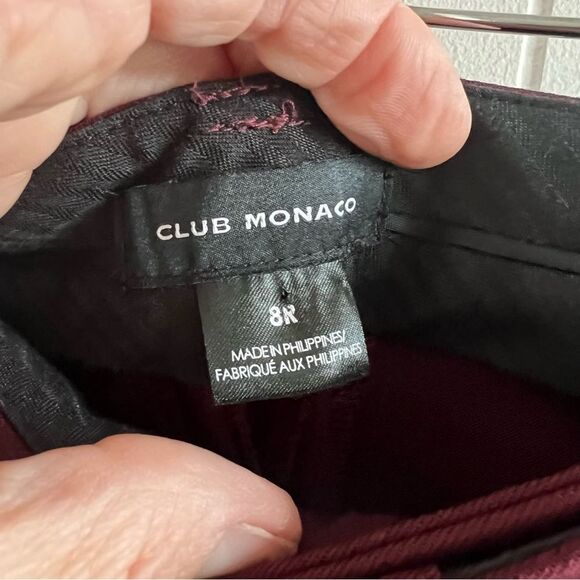 CLUB MONACO
8R
MADE IN PHILIPPINES/
FABRIQUÉ AUX PHILIPPINES